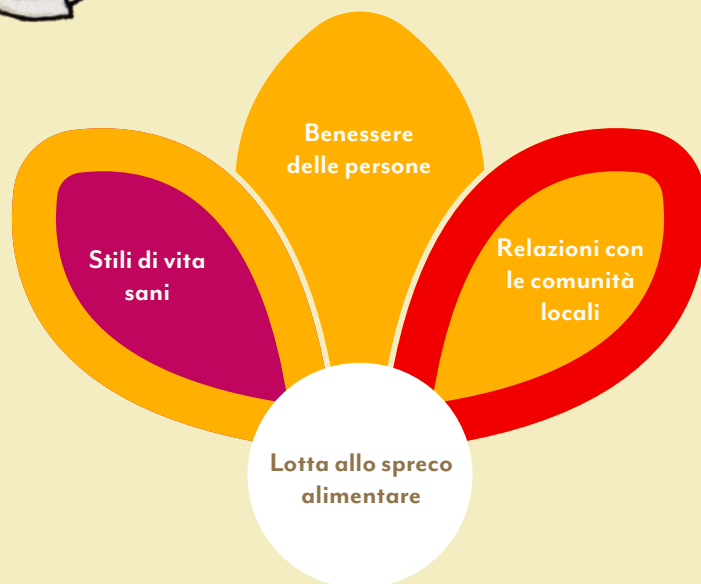 Benessere
delle persone
Stili di vita
sani
Relazioni con
le comunità
locali
Lotta allo spreco
alimentare